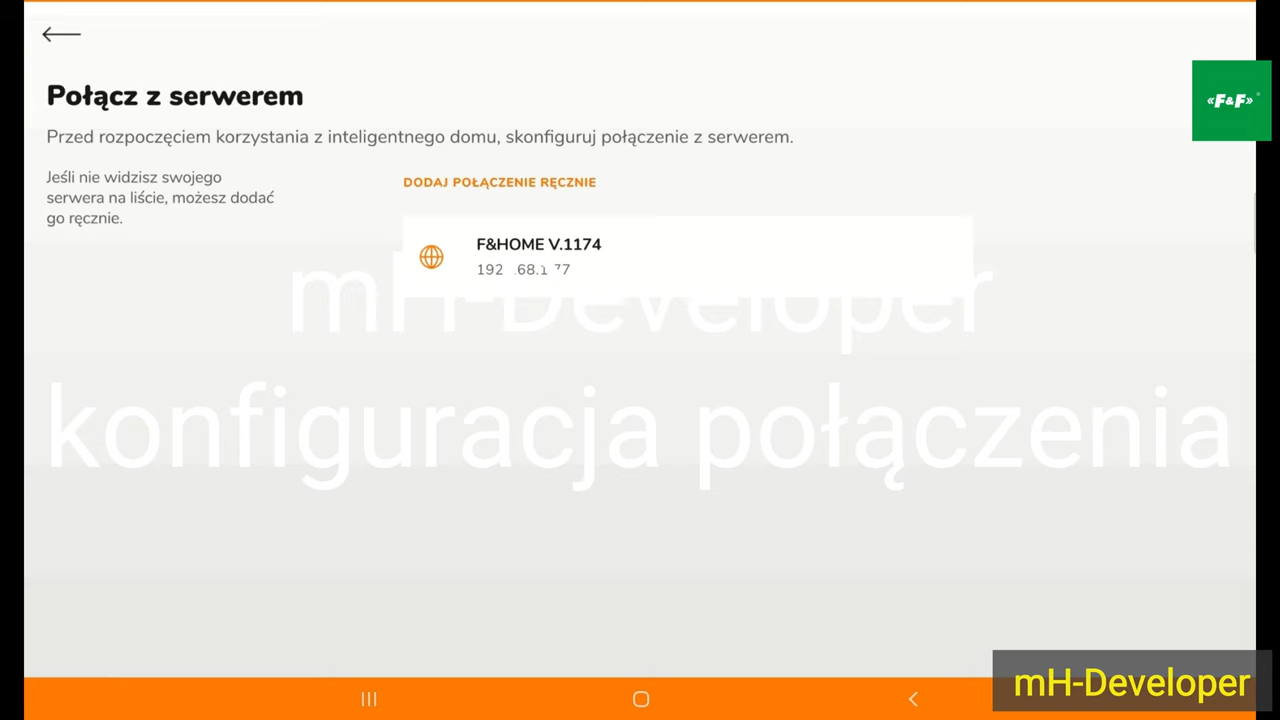 Połącz z serwerem
«F&F»®
Przed rozpoczęciem korzystania z inteligentnego domu, skonfiguruj połączenie z serwerem.
Jeśli nie widzisz swojego
serwera na liście, możesz dodać
go ręcznie.
DODAJ POŁĄCZENIE RĘCZNIE
F&HOME V.1174
mH-Developer
konfiguracja połączenia
mH-Developer